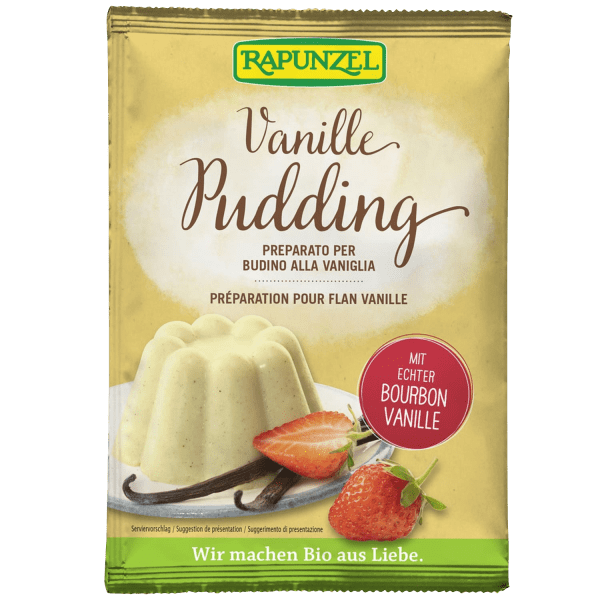 RAPUNZEL
Vanille
Pudding
PREPARATO PER
BUDINO ALLA VANIGLIA
PRÉPARATION POUR FLAN VANILLE
MIT
ECHTER
BOURBON
VANILLE
Serviervorschlag / Suggestion de présentation / Suggerimento di presentazione
Wir machen Bio aus Liebe.